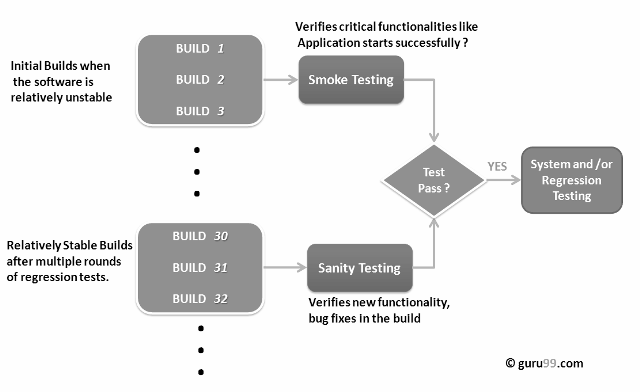 Verifies critical functionalities like
Application starts successfully ?
Initial Builds when
the software is
relatively unstable
BUILD 1
BUILD 2
BUILD 3
Smoke Testing
Test
Pass ?
YES
System and /or
Regression
Testing
Relatively Stable Builds
after multiple rounds
of regression tests.
BUILD 30
BUILD 31
BUILD 32
Sanity Testing
Verifies new functionality,
bug fixes in the build
© guru99.com